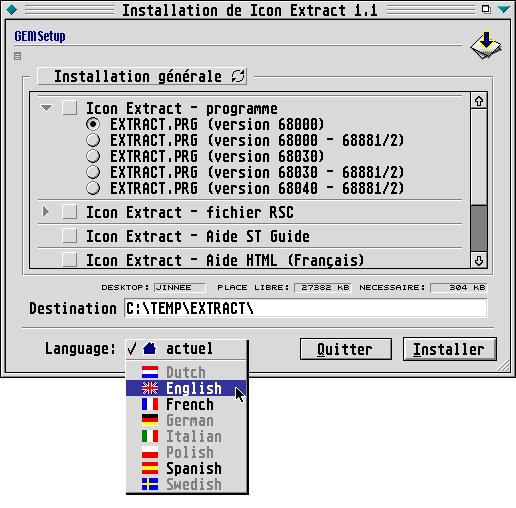 Installation de Icon Extract 1.1
GEMSetup
Installation générale
Icon Extract - programme
EXTRACT.PRG (version 68000)
EXTRACT.PRG (version 68000 - 68881/2)
EXTRACT.PRG (version 68030)
EXTRACT.PRG (version 68030 - 68881/2)
EXTRACT.PRG (version 68040 - 68881/2)
Icon Extract - fichier RSC
Icon Extract - Aide ST Guide
Icon Extract - Aide HTML (Français)
DESKTOP: JINNEE PLACE LIBRE: 27382 KB NECESSAIRE: 304 KB
Destination C:\TEMP\EXTRACT\
Language: ✓ actuel Quitter Installer
Dutch
English
French
German
Italian
Polish
Spanish
Swedish